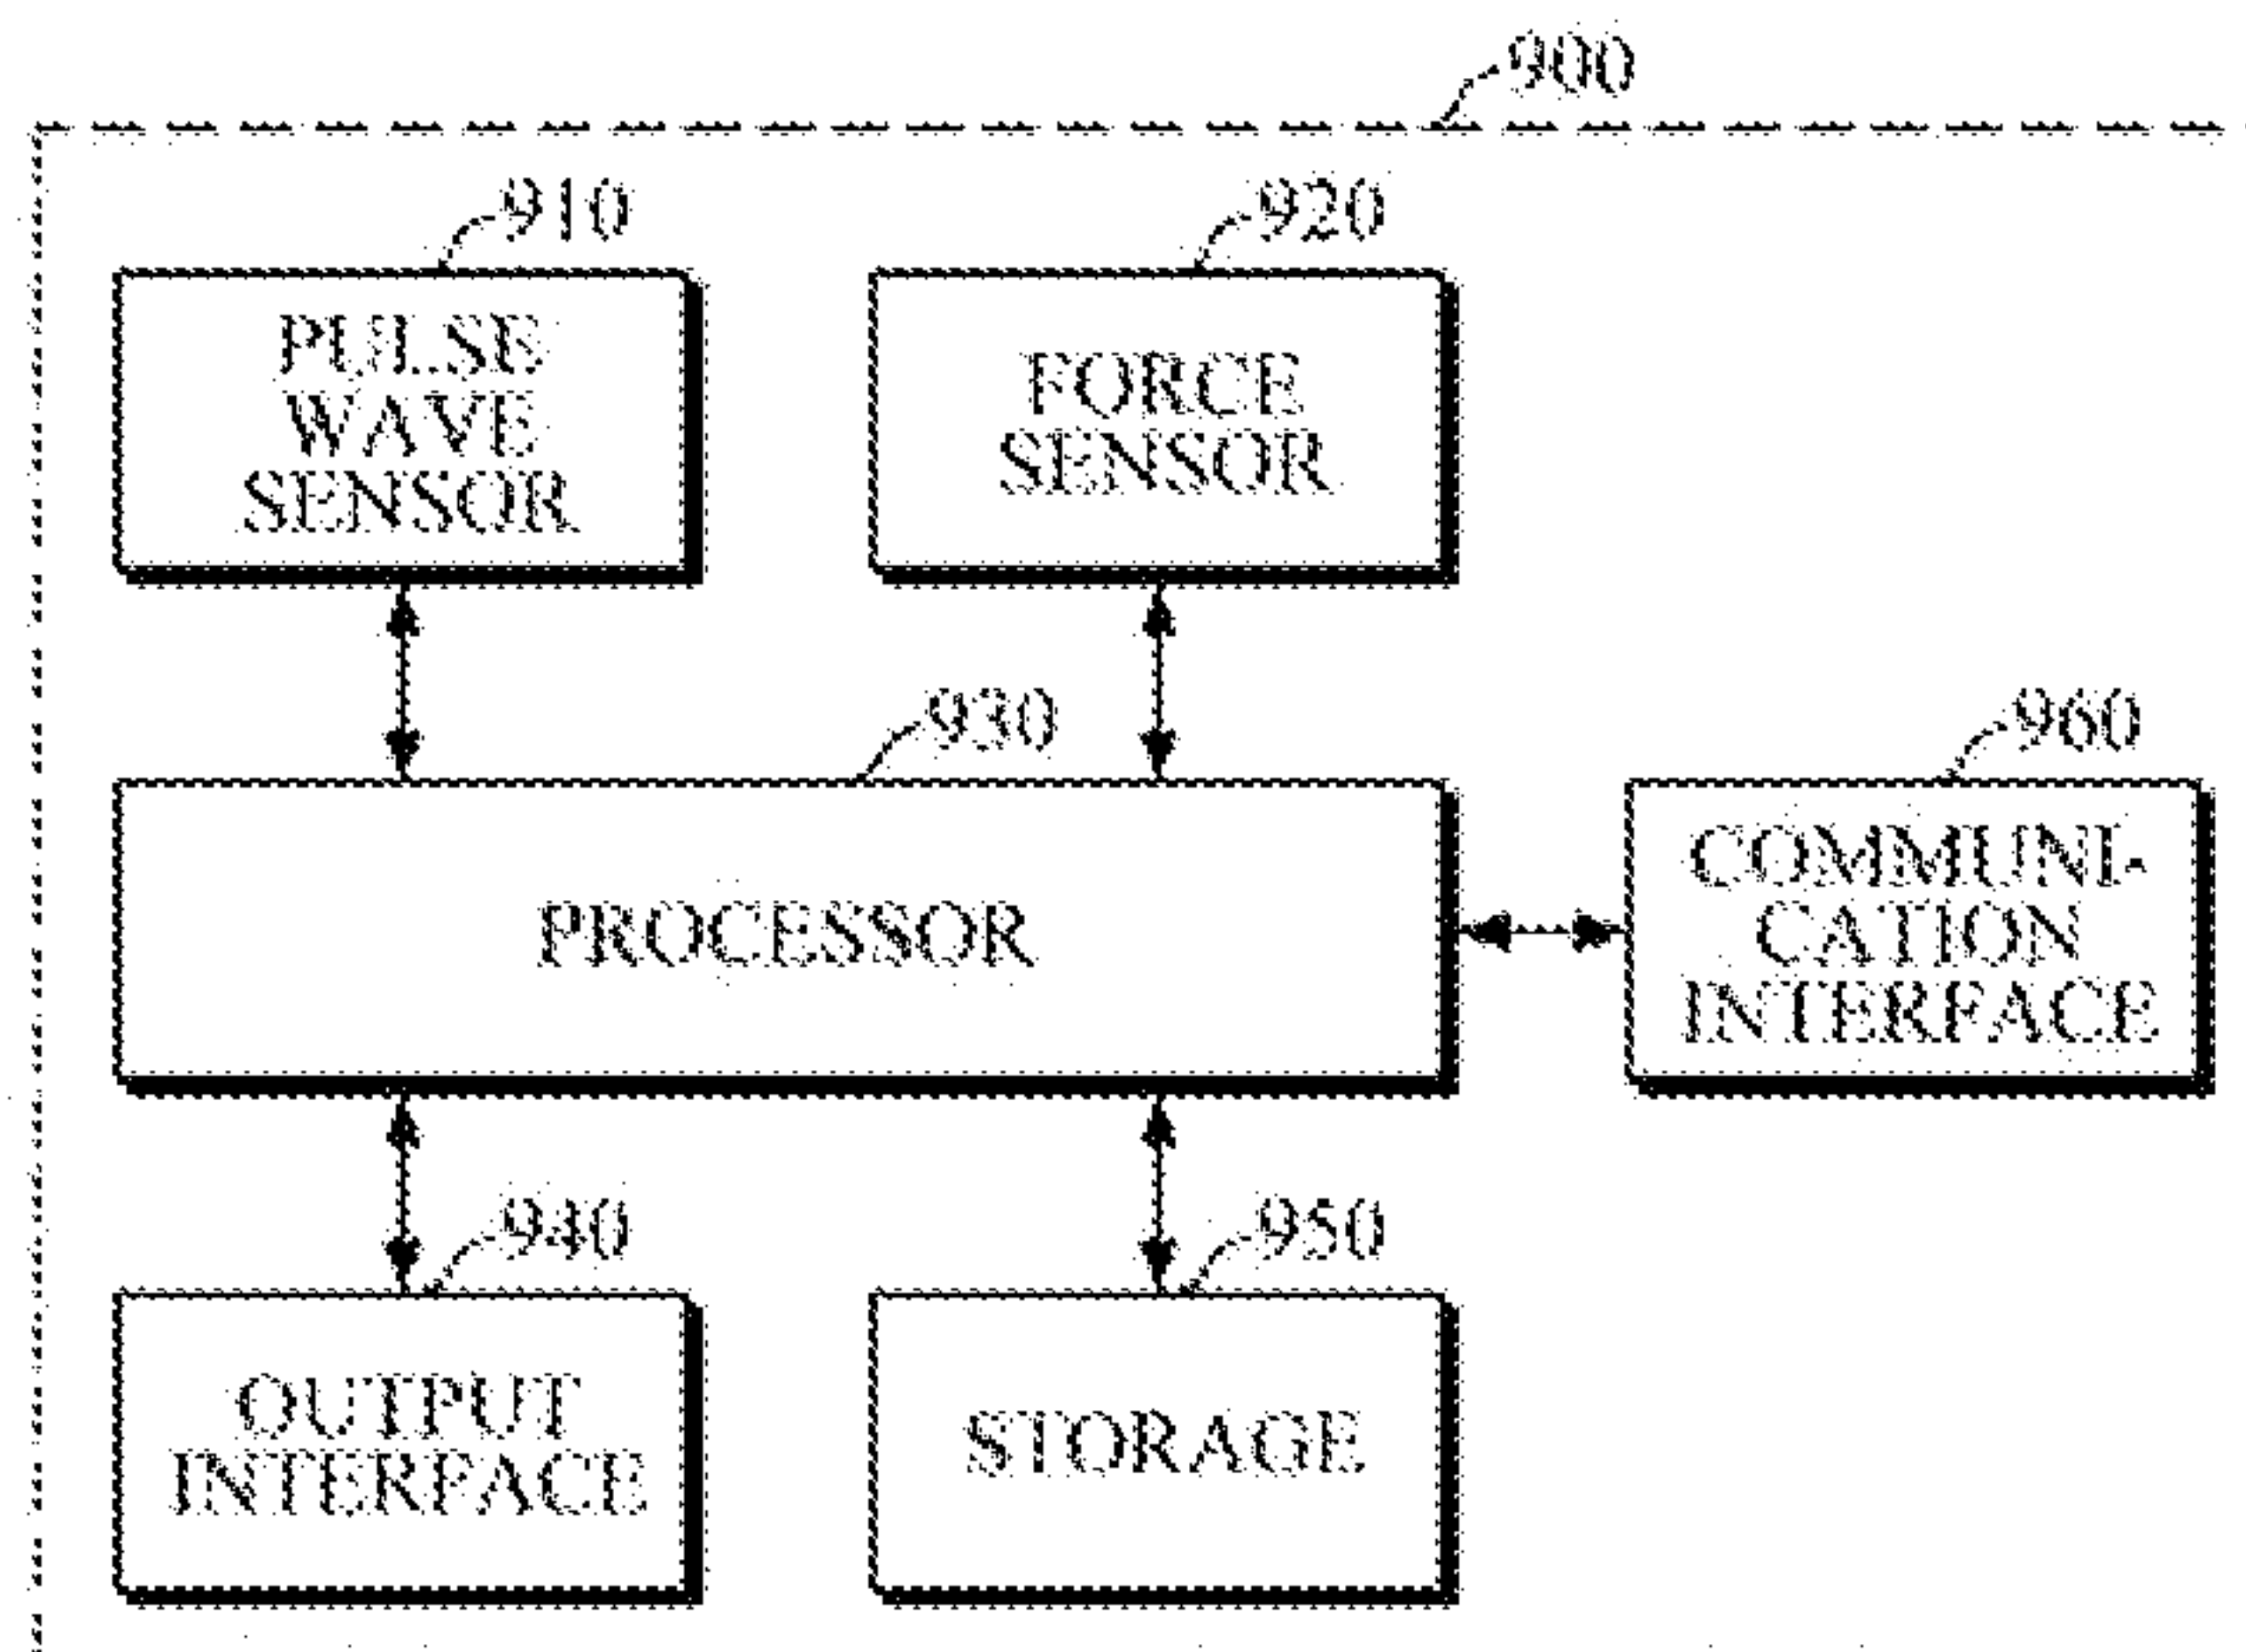 900
910
920
PULSE
WAVE
SENSOR
FORCE
SENSOR
930
960
PROCESSOR
COMMUNI-
CATION
INTERFACE
940
950
OUTPUT
INTERFACE
STORAGE